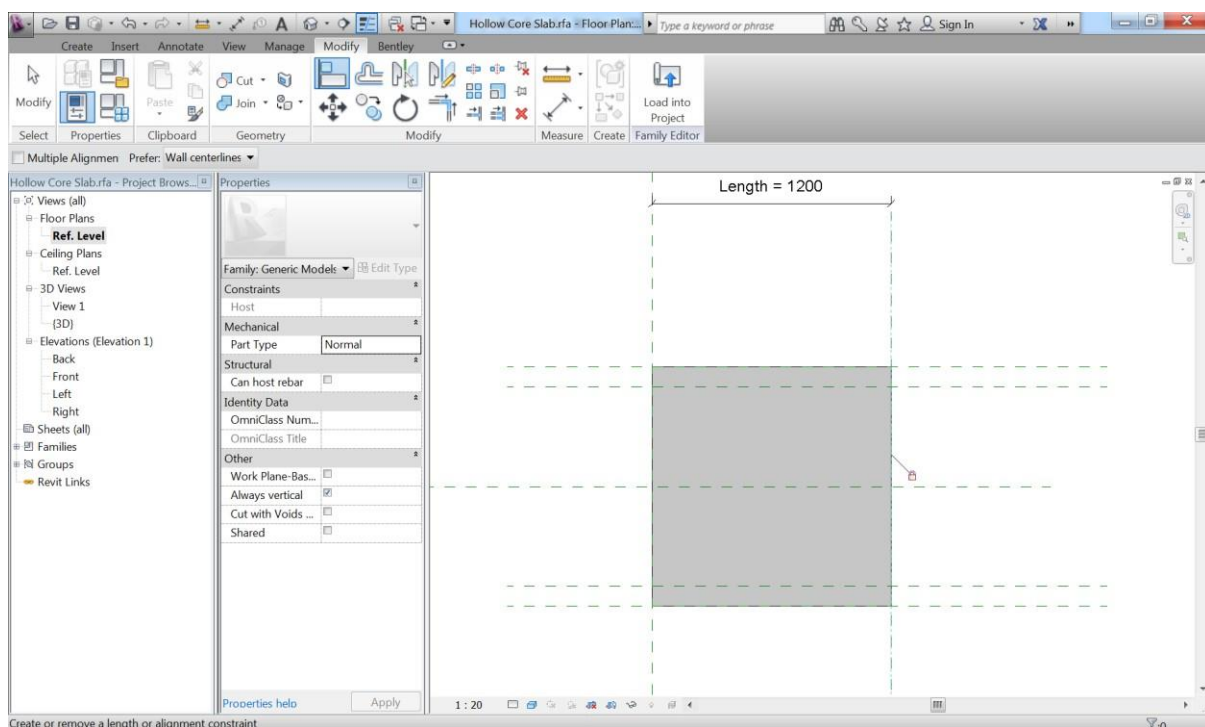 Hollow Core Slab.rfa - Floor Plan:...
Type a keyword or phrase
Sign In
Create Insert Annotate View Manage Modify Bentley
Modify
Paste
Cut
Join
Load into
Project
Select Properties Clipboard Geometry Modify Measure Create Family Editor
Multiple Alignmen Prefer: Wall centerlines
Hollow Core Slab.rfa - Project Brows...
Views (all)
Floor Plans
Ref. Level
Ceiling Plans
Ref. Level
3D Views
View 1
{3D}
Elevations (Elevation 1)
Back
Front
Left
Right
Sheets (all)
Families
Groups
Revit Links
Properties
Family: Generic Models Edit Type
Constraints
Host
Mechanical
Part Type Normal
Structural
Can host rebar
Identity Data
OmniClass Num...
OmniClass Title
Other
Work Plane-Bas...
Always vertical
Cut with Voids ...
Shared
Properties help Apply
Length = 1200
1 : 20
Create or remove a length or alignment constraint
:0